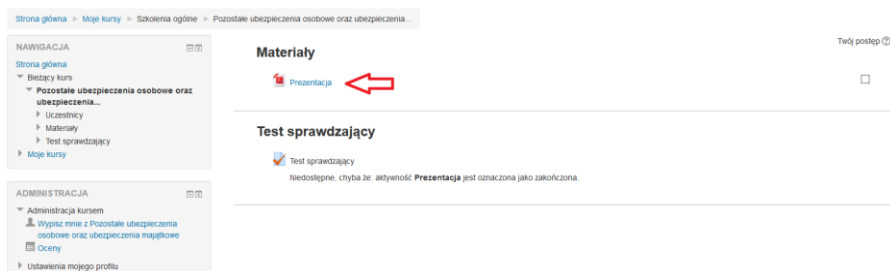 Strona główna ▶ Moje kursy ▶ Szkolenia ogólne ▶ Pozostałe ubezpieczenia osobowe oraz ubezpieczenia...
NAWIGACJA
Strona główna
Bieżący kurs
Pozostałe ubezpieczenia osobowe oraz
ubezpieczenia...
Uczestnicy
Materiały
Test sprawdzający
Moje kursy
ADMINISTRACJA
Administracja kursem
Wypisz mnie z Pozostałe ubezpieczenia
osobowe oraz ubezpieczenia majątkowe
Oceny
Ustawienia mojego profilu
Twój postęp
Materiały
Prezentacja
Test sprawdzający
Test sprawdzający
Niedostępne, chyba że: aktywność Prezentacja jest oznaczona jako zakończona.